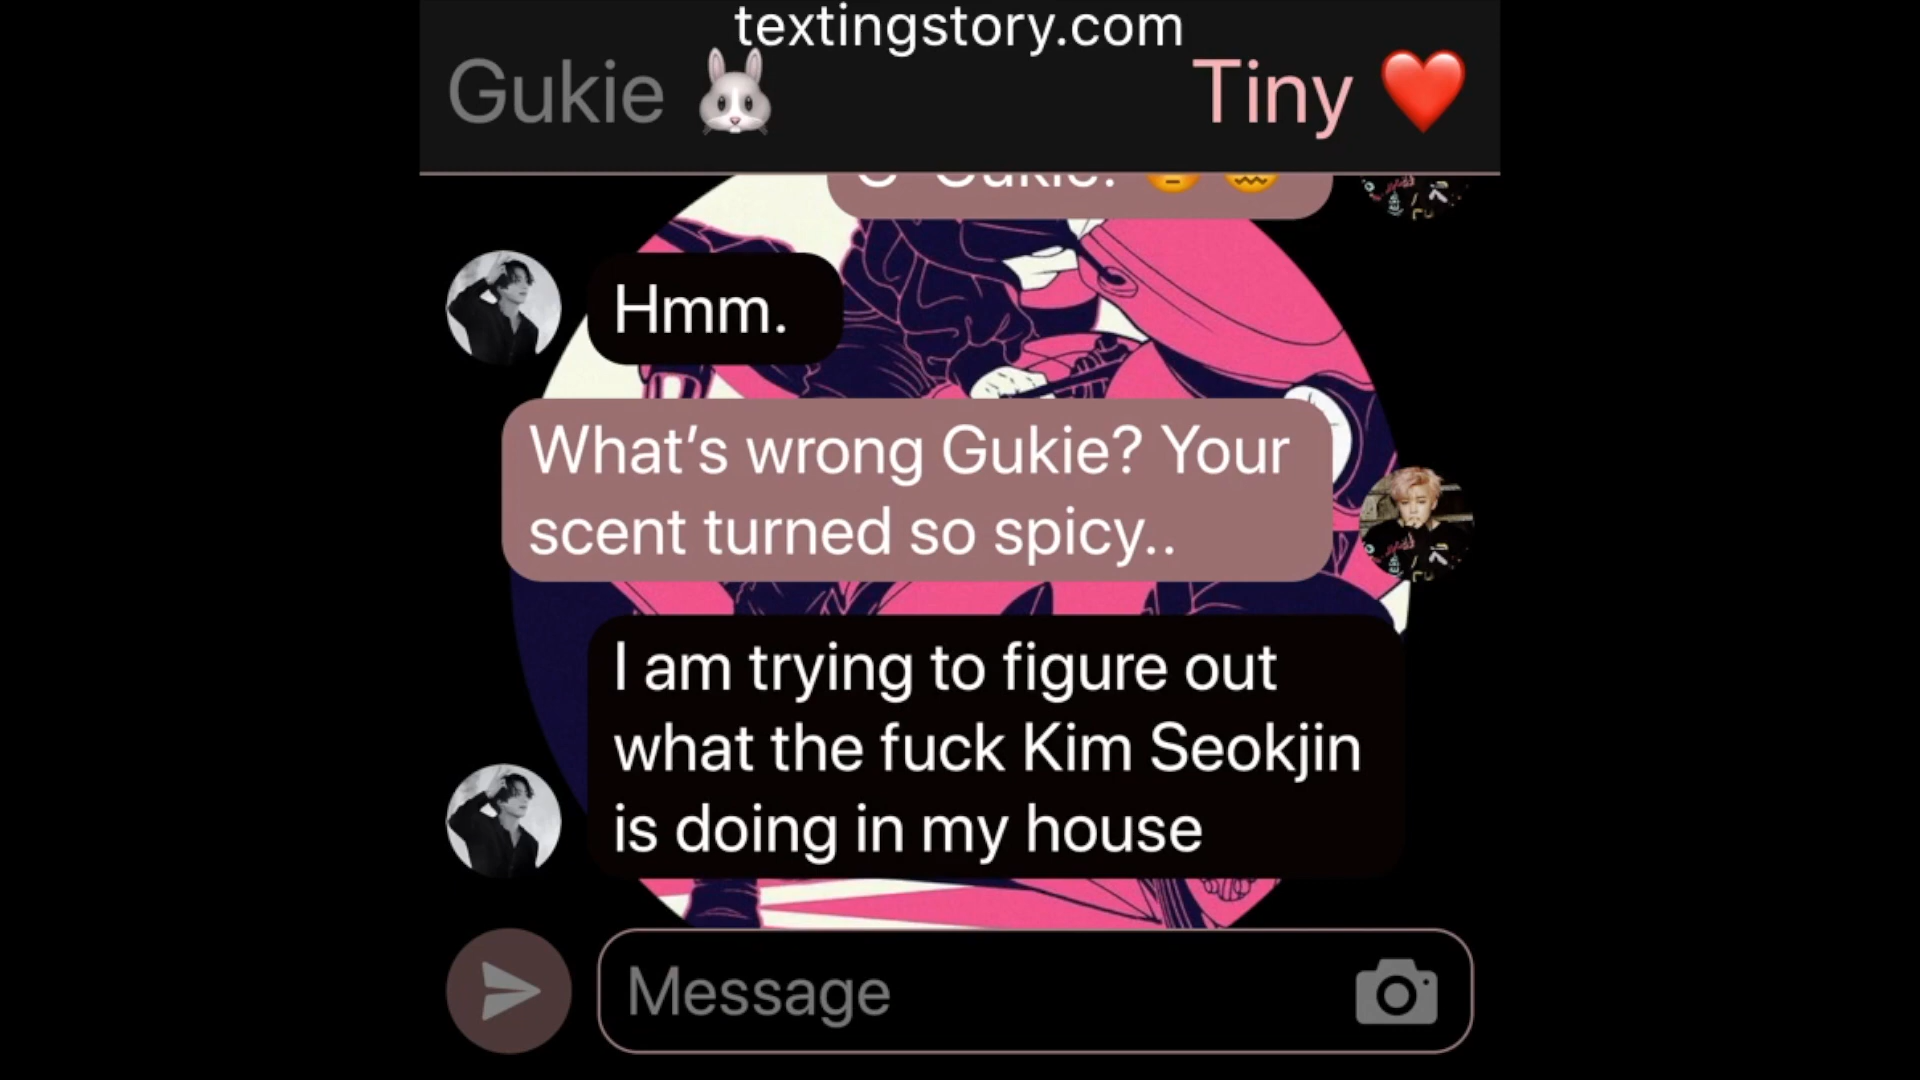 textingstory.com
Gukie 🐰
Tiny ❤️
Hmm.
What's wrong Gukie? Your
scent turned so spicy..
I am trying to figure out
what the fuck Kim Seokjin
is doing in my house
Message